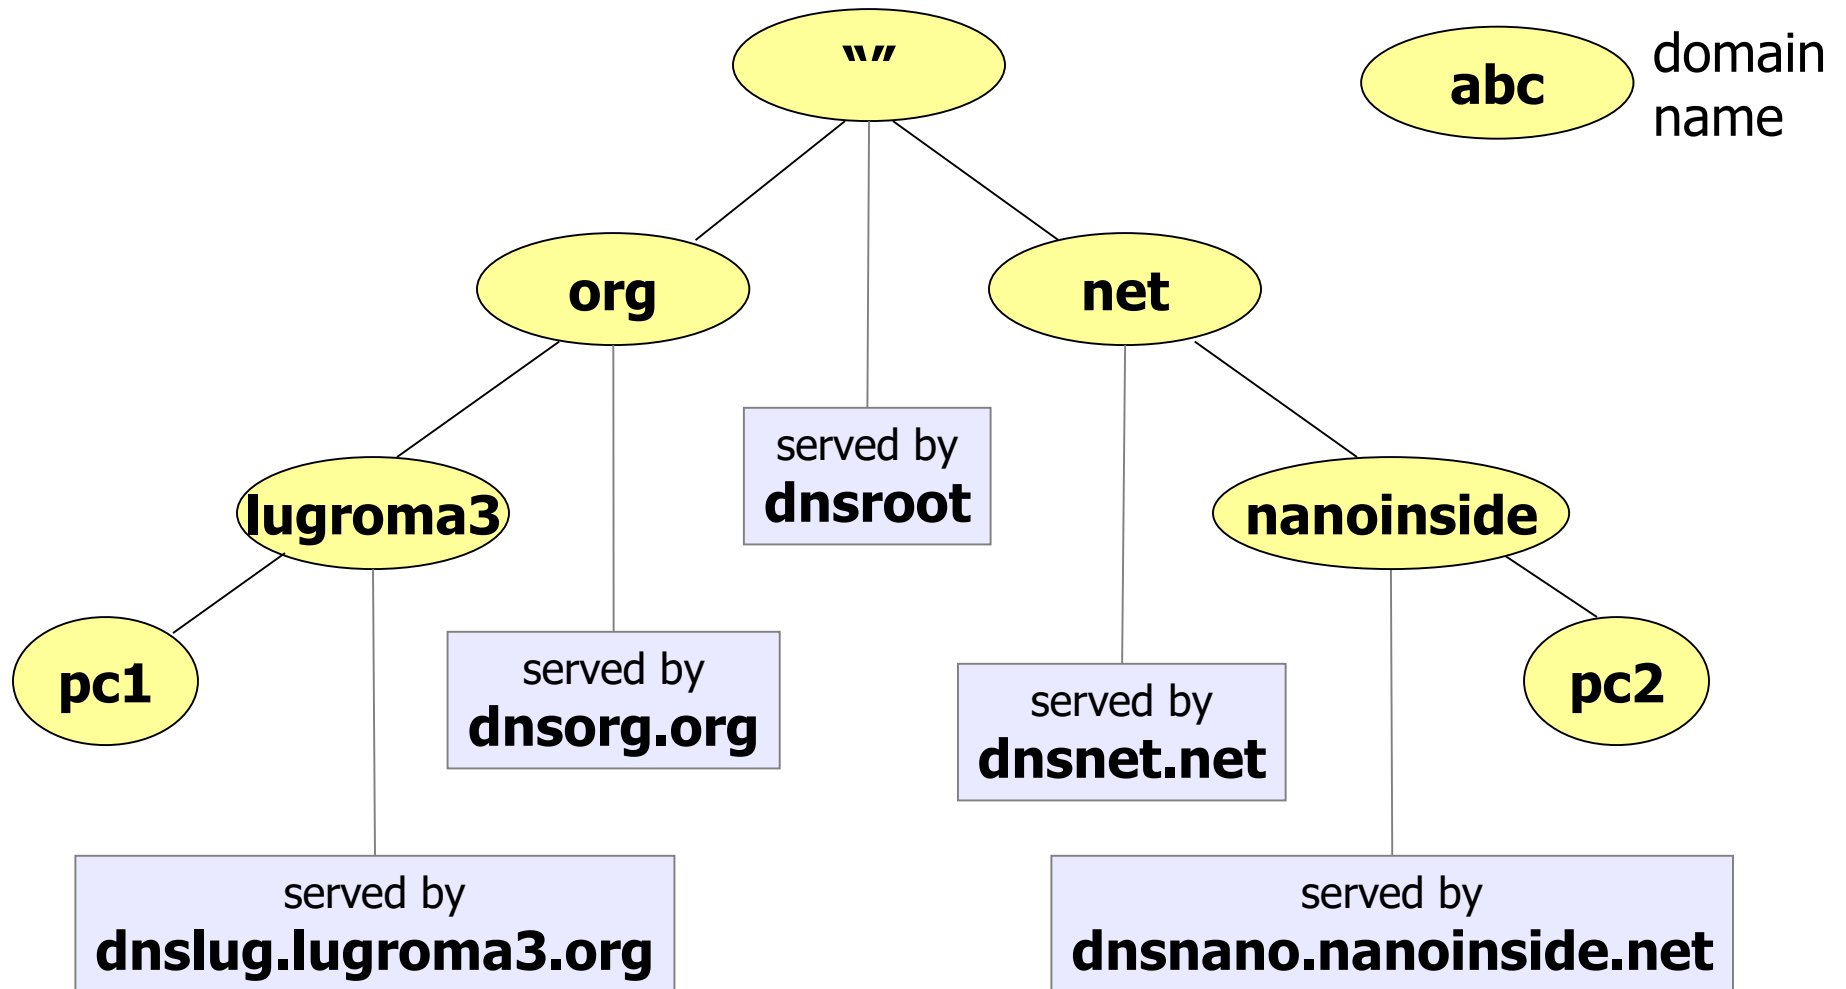 “”
abc
domain
name
org
net
served by
dnsroot
lugroma3
nanoinside
pc1
served by
dnsorg.org
served by
dnsnet.net
pc2
served by
dnslug.lugroma3.org
served by
dnsnano.nanoinside.net